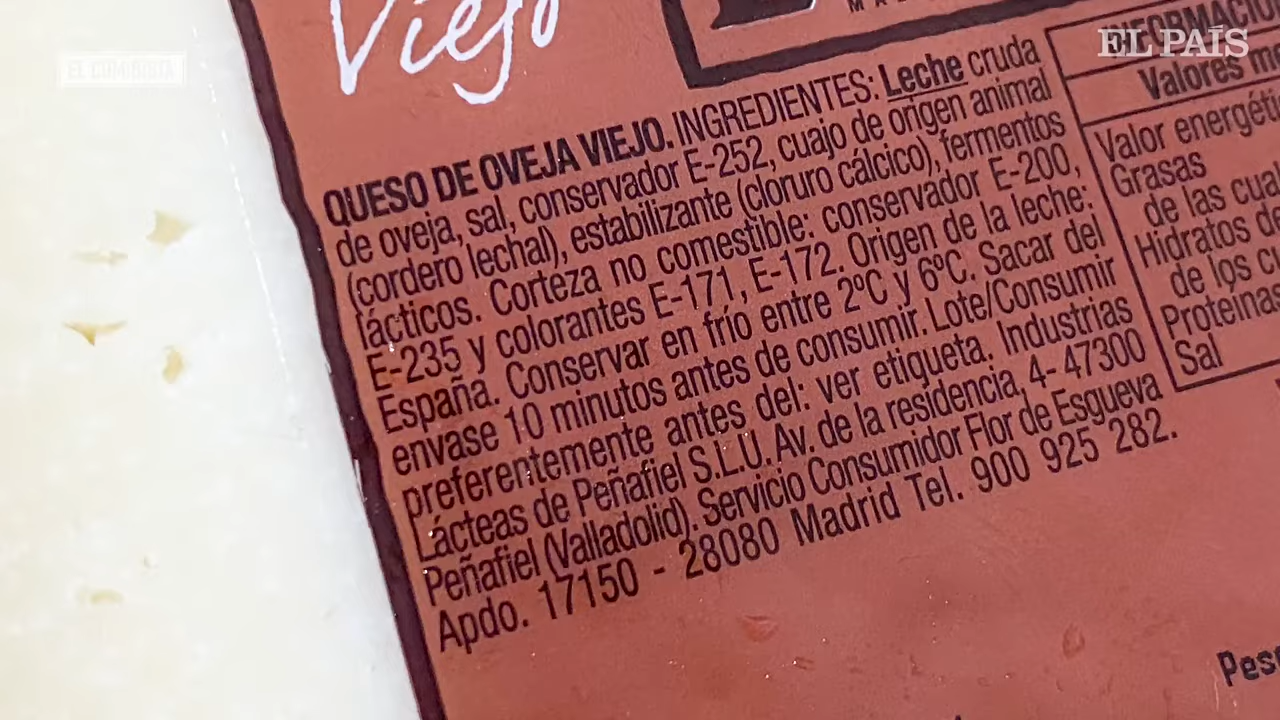 Viejo
EL PAÍS
EL COMIDISTA
QUESO DE OVEJA VIEJO. INGREDIENTES: Leche cruda
de oveja, sal, conservador E-252, cuajo de origen animal
(cordero lechal), estabilizante (cloruro cálcico), fermentos
lácticos. Corteza no comestible: conservador E-200,
E-235 y colorantes E-171, E-172. Origen de la leche:
España. Conservar en frío entre 2ºC y 6ºC. Sacar del
envase 10 minutos antes de consumir. Lote/Consumir
preferentemente antes del: ver etiqueta. Industrias
Lácteas de Peñafiel S.L.U. Av. de la residencia, 4- 47300
Peñafiel (Valladolid). Servicio Consumidor Flor de Esgueva
Apdo. 17150 - 28080 Madrid Tel. 900 925 282.
Valores
Valor
Grasas
de las
Hidratos
de los
Proteínas
Sal